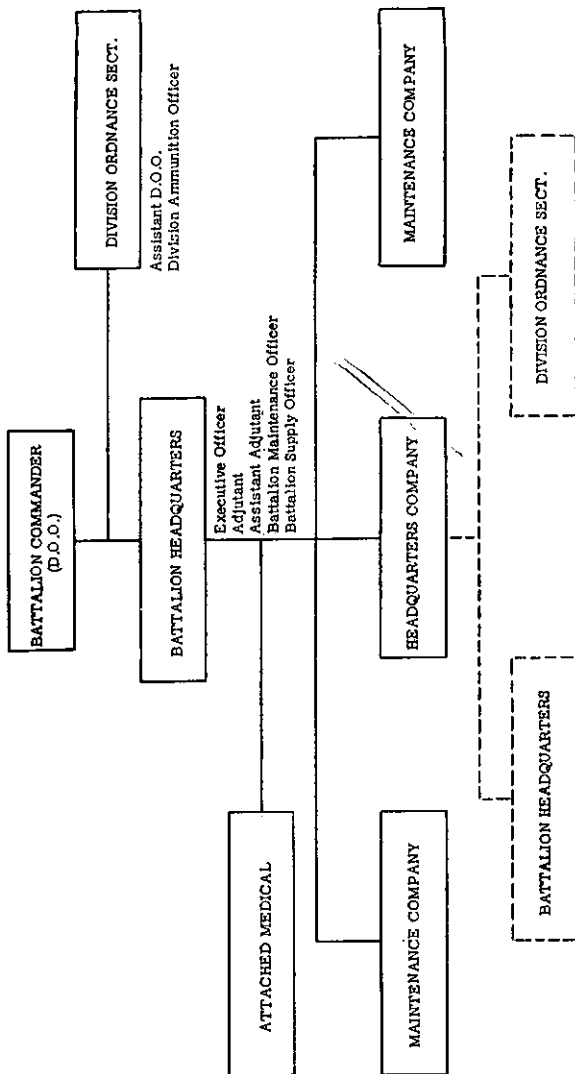 BATTALION COMMANDER
(D.O.O.)
DIVISION ORDNANCE SECT.
Assistant D.O.O.
Division Ammunition Officer
BATTALION HEADQUARTERS
Executive Officer
Adjutant
Assistant Adjutant
Battalion Maintenance Officer
Battalion Supply Officer
ATTACHED MEDICAL
MAINTENANCE COMPANY
HEADQUARTERS COMPANY
MAINTENANCE COMPANY
BATTALION HEADQUARTERS
DIVISION ORDNANCE SECT.